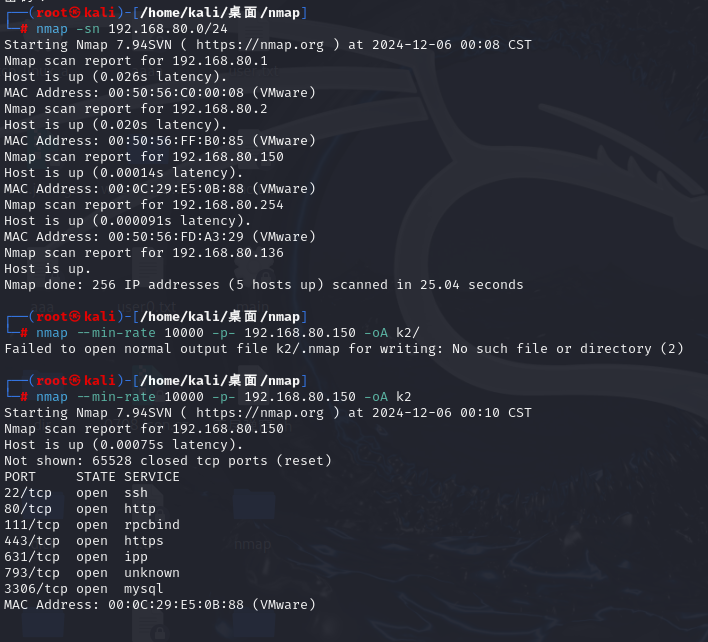 ┌──(root㉿kali)-[/home/kali/桌面/nmap]
└─# nmap -sn 192.168.80.0/24
Starting Nmap 7.94SVN ( https://nmap.org ) at 2024-12-06 00:08 CST
Nmap scan report for 192.168.80.1
Host is up (0.026s latency).
MAC Address: 00:50:56:C0:00:08 (VMware)
Nmap scan report for 192.168.80.2
Host is up (0.020s latency).
MAC Address: 00:50:56:FF:B0:85 (VMware)
Nmap scan report for 192.168.80.150
Host is up (0.00014s latency).
MAC Address: 00:0C:29:E5:0B:88 (VMware)
Nmap scan report for 192.168.80.254
Host is up (0.000091s latency).
MAC Address: 00:50:56:FD:A3:29 (VMware)
Nmap scan report for 192.168.80.136
Host is up.
Nmap done: 256 IP addresses (5 hosts up) scanned in 25.04 seconds
┌──(root㉿kali)-[/home/kali/桌面/nmap]
└─# nmap --min-rate 10000 -p- 192.168.80.150 -oA k2/
Failed to open normal output file k2/.nmap for writing: No such file or directory (2)
┌──(root㉿kali)-[/home/kali/桌面/nmap]
└─# nmap --min-rate 10000 -p- 192.168.80.150 -oA k2
Starting Nmap 7.94SVN ( https://nmap.org ) at 2024-12-06 00:10 CST
Nmap scan report for 192.168.80.150
Host is up (0.00075s latency).
Not shown: 65528 closed tcp ports (reset)
PORT     STATE SERVICE
22/tcp   open  ssh
80/tcp   open  http
111/tcp  open  rpcbind
443/tcp  open  https
631/tcp  open  ipp
793/tcp  open  unknown
3306/tcp open  mysql
MAC Address: 00:0C:29:E5:0B:88 (VMware)